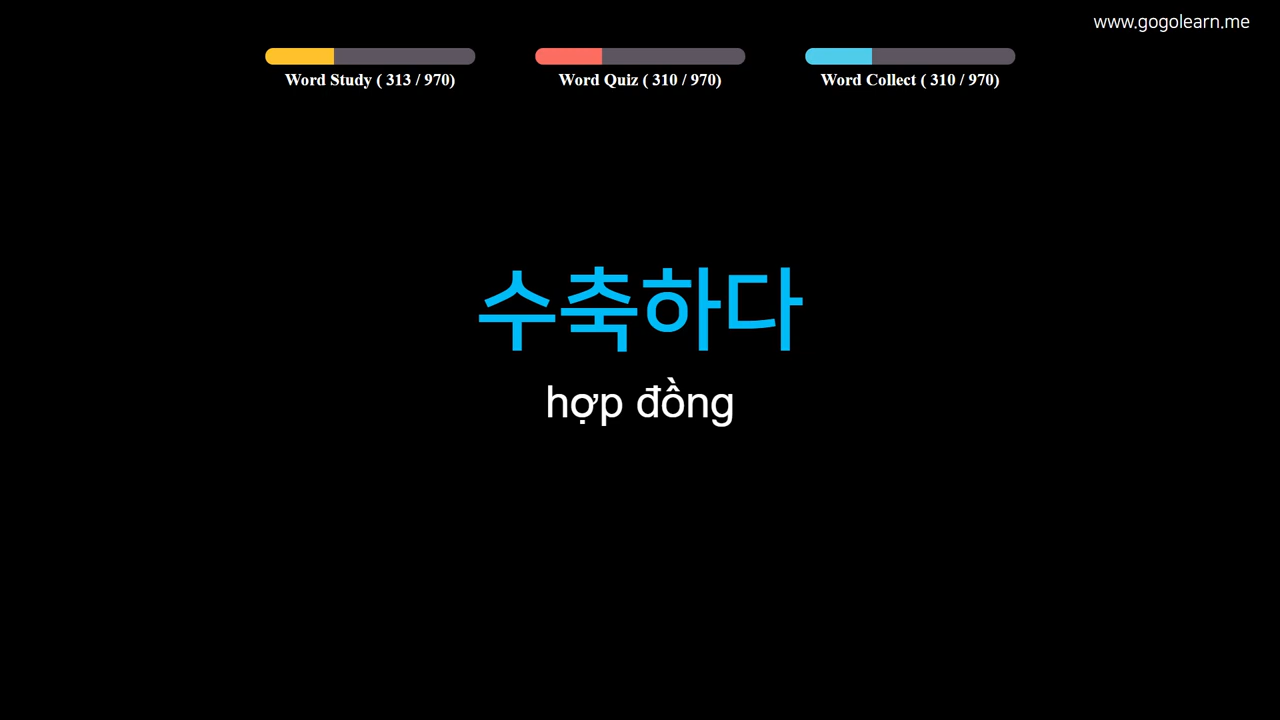 www.gogolearn.me
Word Study ( 313 / 970)
Word Quiz ( 310 / 970)
Word Collect ( 310 / 970)
수축하다
hợp đồng